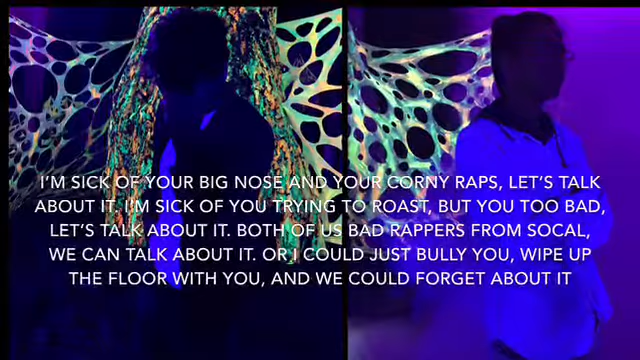 I'M SICK OF YOUR BIG NOSE AND YOUR CORNY RAPS, LET'S TALK
ABOUT IT. I'M SICK OF YOU TRYING TO ROAST, BUT YOU TOO BAD,
LET'S TALK ABOUT IT. BOTH OF US BAD RAPPERS FROM SOCAL,
WE CAN TALK ABOUT IT. OR I COULD JUST BULLY YOU, WIPE UP
THE FLOOR WITH YOU, AND WE COULD FORGET ABOUT IT